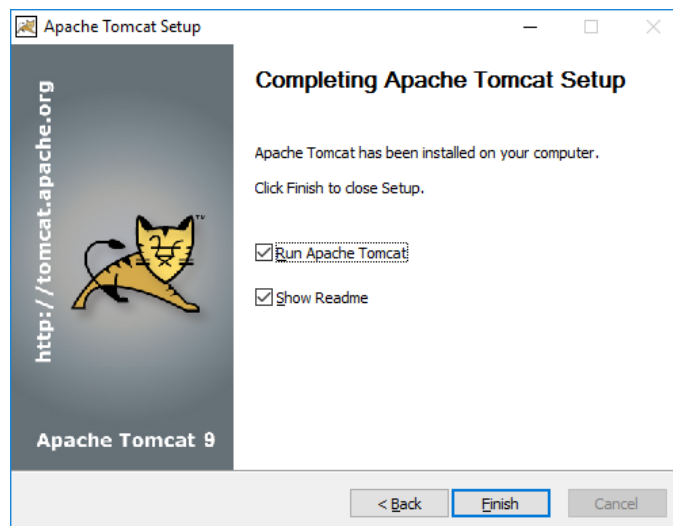 Apache Tomcat Setup
http://tomcat.apache.org
TM
Apache Tomcat 9
Completing Apache Tomcat Setup
Apache Tomcat has been installed on your computer.
Click Finish to close Setup.
Run Apache Tomcat
Show Readme
< Back
Finish
Cancel